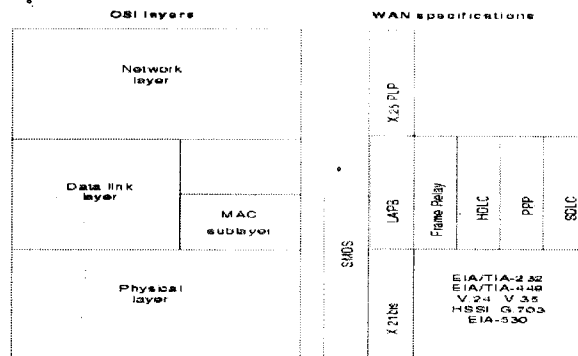 OSI layers
WAN specifications
Network
layer
Data link
layer
MAC
sublayer
Physical
layer
SMDS
X.25 PLP
LAPB
X.21bis
Frame Relay
HDLC
PPP
SDLC
EIA/TIA-232
EIA/TIA-449
V.24 V.35
HSSI G.703
EIA-530